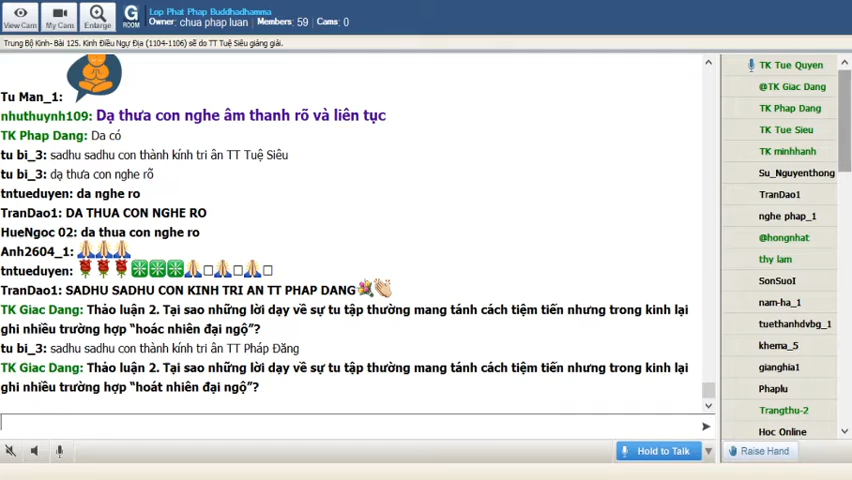 View Cam
My Cams
Enlarge
G ROOM
Lop Phat Phap Buddhadhamma
Owner: chua phap luan Members: 59 Cams: 0
Trung Bộ Kinh- Bài 125. Kinh Điều Ngự Địa (1104-1106) sẽ do TT Tuệ Siêu giảng giải.
Tu Man_1:
nhuthuynh109: Dạ thưa con nghe âm thanh rõ và liên tục
TK Phap Dang: Da có
tu bi_3: sadhu sadhu con thành kính tri ân TT Tuệ Siêu
tu bi_3: dạ thưa con nghe rõ
tntueduyen: da nghe ro
TranDao1: DA THUA CON NGHE RO
HueNgoc 02: da thua con nghe ro
Anh2604_1:
tntueduyen:
TranDao1: SADHU SADHU CON KINH TRI AN TT PHAP DANG
TK Giac Dang: Thảo luận 2. Tại sao những lời dạy về sự tu tập thường mang tánh cách tiệm tiến nhưng trong kinh lại
ghi nhiều trường hợp “hoác nhiên đại ngộ”?
tu bi_3: sadhu sadhu con thành kính tri ân TT Pháp Đăng
TK Giac Dang: Thảo luận 2. Tại sao những lời dạy về sự tu tập thường mang tánh cách tiệm tiến nhưng trong kinh lại
ghi nhiều trường hợp “hoát nhiên đại ngộ”?
Hold to Talk
TK Tue Quyen
@TK Giac Dang
TK Phap Dang
TK Tue Sieu
TK minhhanh
Su_Nguyenthong
TranDao1
nghe phap_1
@hongnhat
thy lam
SonSuoI
nam-ha_1
tuethanhdvbg_1
khema_5
gianghia1
Phaplu
Trangthu-2
Hoc Online
Raise Hand